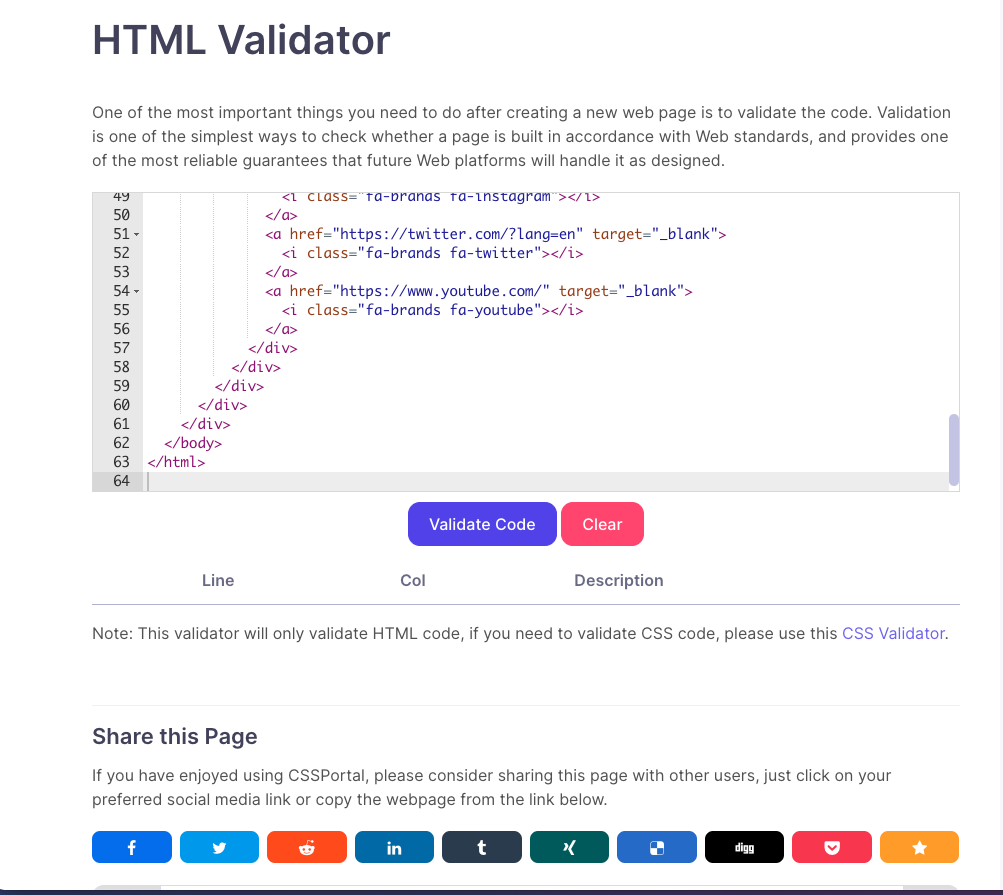 HTML Validator
One of the most important things you need to do after creating a new web page is to validate the code. Validation
is one of the simplest ways to check whether a page is built in accordance with Web standards, and provides one
of the most reliable guarantees that future Web platforms will handle it as designed.
49 <i class="fa-brands fa-instagram"></i>
50 </a>
51 <a href="https://twitter.com/?lang=en" target="_blank">
52 <i class="fa-brands fa-twitter"></i>
53 </a>
54 <a href="https://www.youtube.com/" target="_blank">
55 <i class="fa-brands fa-youtube"></i>
56 </a>
57 </div>
58 </div>
59 </div>
60 </div>
61 </div>
62 </body>
63 </html>
64
Validate Code Clear
Line Col Description
Note: This validator will only validate HTML code, if you need to validate CSS code, please use this CSS Validator.
Share this Page
If you have enjoyed using CSSPortal, please consider sharing this page with other users, just click on your
preferred social media link or copy the webpage from the link below.
f in t digg